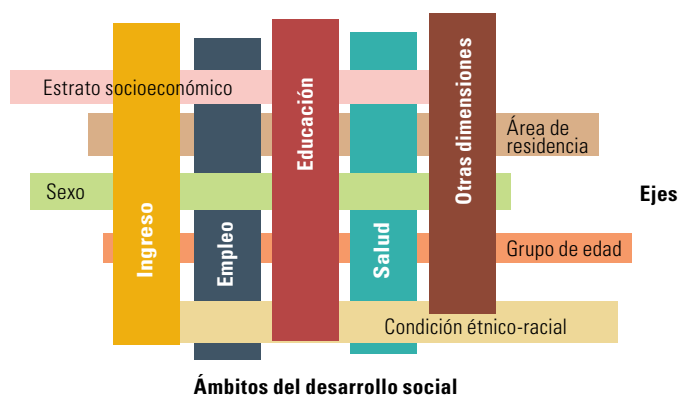 Estrato socioeconómico
Área de
residencia
Sexo
Ejes
Grupo de edad
Condición étnico-racial
Ingreso
Empleo
Educación
Salud
Otras dimensiones
Ámbitos del desarrollo social